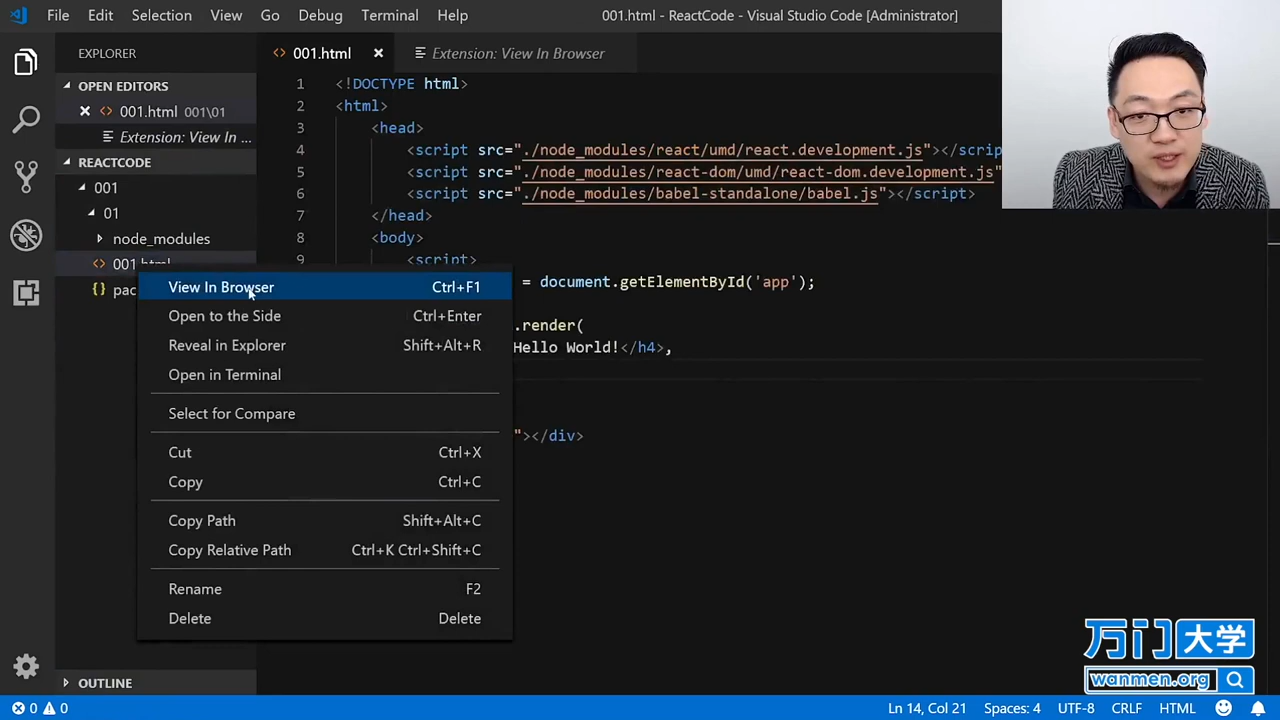 File Edit Selection View Go Debug Terminal Help 001.html - ReactCode - Visual Studio Code [Administrator]
EXPLORER
OPEN EDITORS
001.html 001\01
Extension: View In ...
REACTCODE
001
01
node_modules
001.html
{} pac
OUTLINE
001.html
Extension: View In Browser
1 <!DOCTYPE html>
2 <html>
3 <head>
4 <script src="./node_modules/react/umd/react.development.js"></scrip
5 <script src="./node_modules/react-dom/umd/react-dom.development.js"
6 <script src="./node_modules/babel-standalone/babel.js"></script>
7 </head>
8 <body>
9 <script>
= document.getElementById('app');
.render(
Hello World!</h4>,
"></div>
View In Browser Ctrl+F1
Open to the Side Ctrl+Enter
Reveal in Explorer Shift+Alt+R
Open in Terminal
Select for Compare
Cut Ctrl+X
Copy Ctrl+C
Copy Path Shift+Alt+C
Copy Relative Path Ctrl+K Ctrl+Shift+C
Rename F2
Delete Delete
万门大学
wanmen.org
0 0 Ln 14, Col 21 Spaces: 4 UTF-8 CRLF HTML